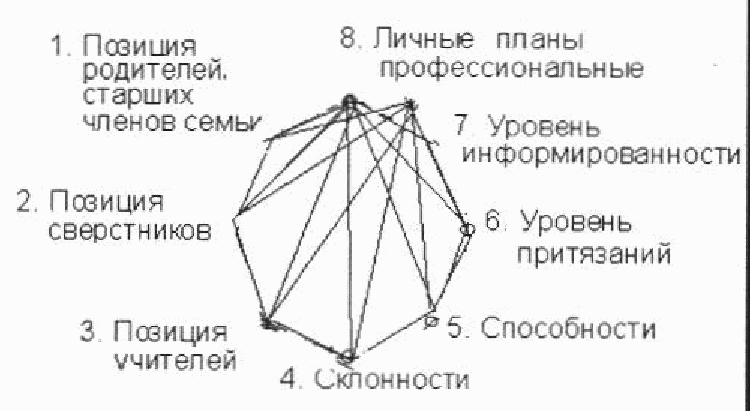 1. Позиция
родителей.
старших
членов семьи
8. Личные планы
профессиональные
7. Уровень
информированности
2. Позиция
сверстников
6. Уровень
притязаний
3. Позиция
учителей
5. Способности
4. Склонности